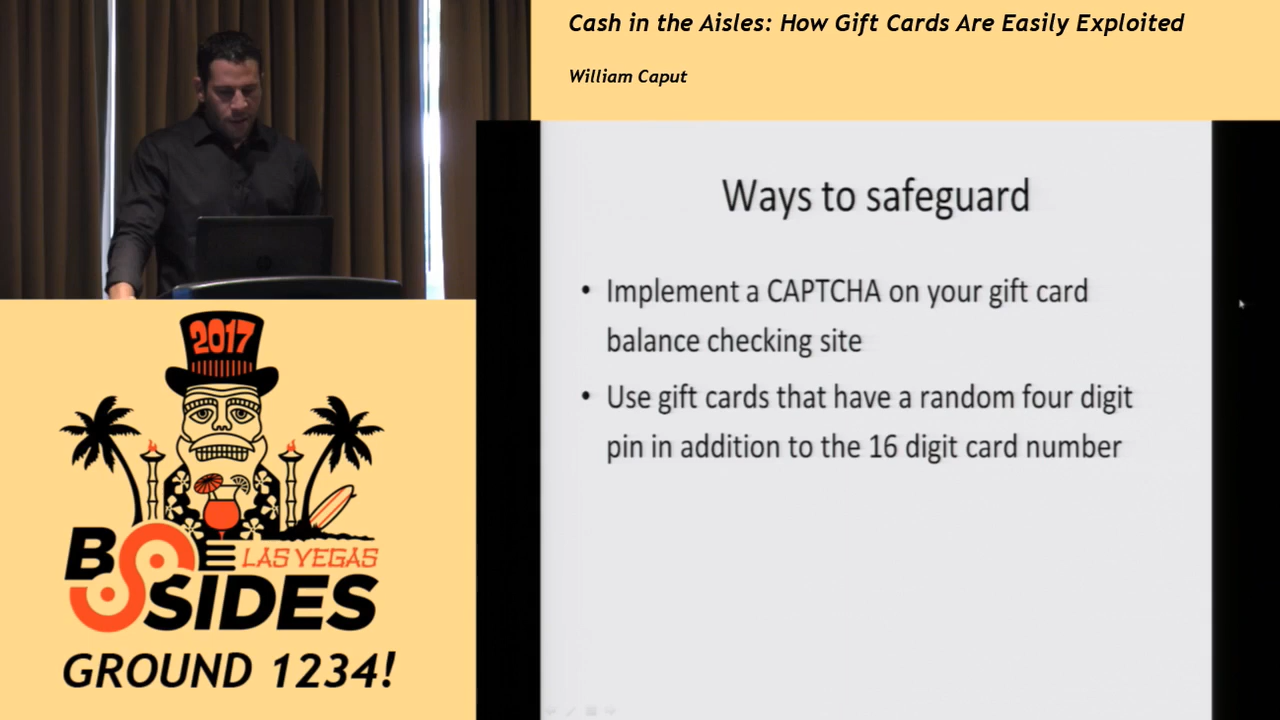 Cash in the Aisles: How Gift Cards Are Easily Exploited
William Caput
Ways to safeguard
• Implement a CAPTCHA on your gift card
balance checking site
• Use gift cards that have a random four digit
pin in addition to the 16 digit card number
2017
BSIDES
LAS VEGAS
GROUND 1234!